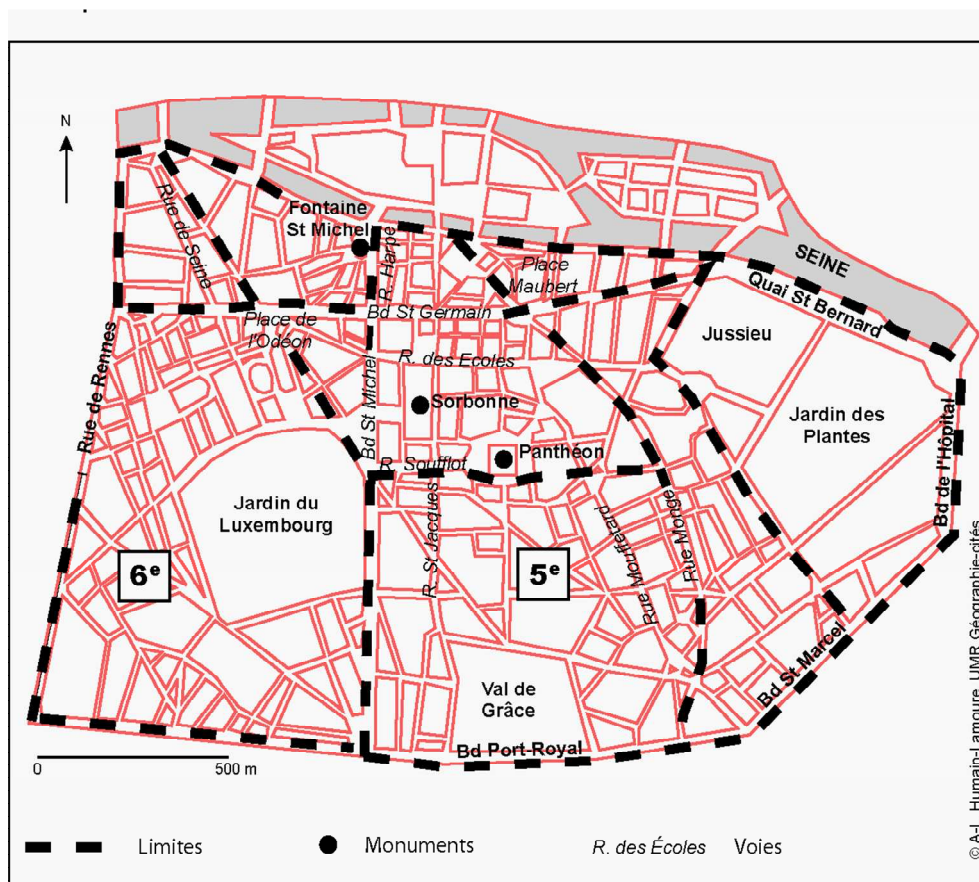 N
Rue de Seine
Fontaine
St Michel
R. Harpe
Place
Maubert
SEINE
Quai St Bernard
Bd St Germain
Place de
l'Odéon
Jussieu
Rue de Rennes
Bd St Michel
R. des Ecoles
Sorbonne
Jardin des
Plantes
Panthéon
R. Soufflot
Bd de l'Hôpital
Jardin du
Luxembourg
R. St Jacques
Rue Mouffetard
Rue Monge
6e
5e
Bd St Marcel
Val de
Grâce
Bd Port-Royal
0 500 m
© A-L Humain-Lamoure, UMR Géographie-cités
Limites
Monuments
R. des Écoles Voies